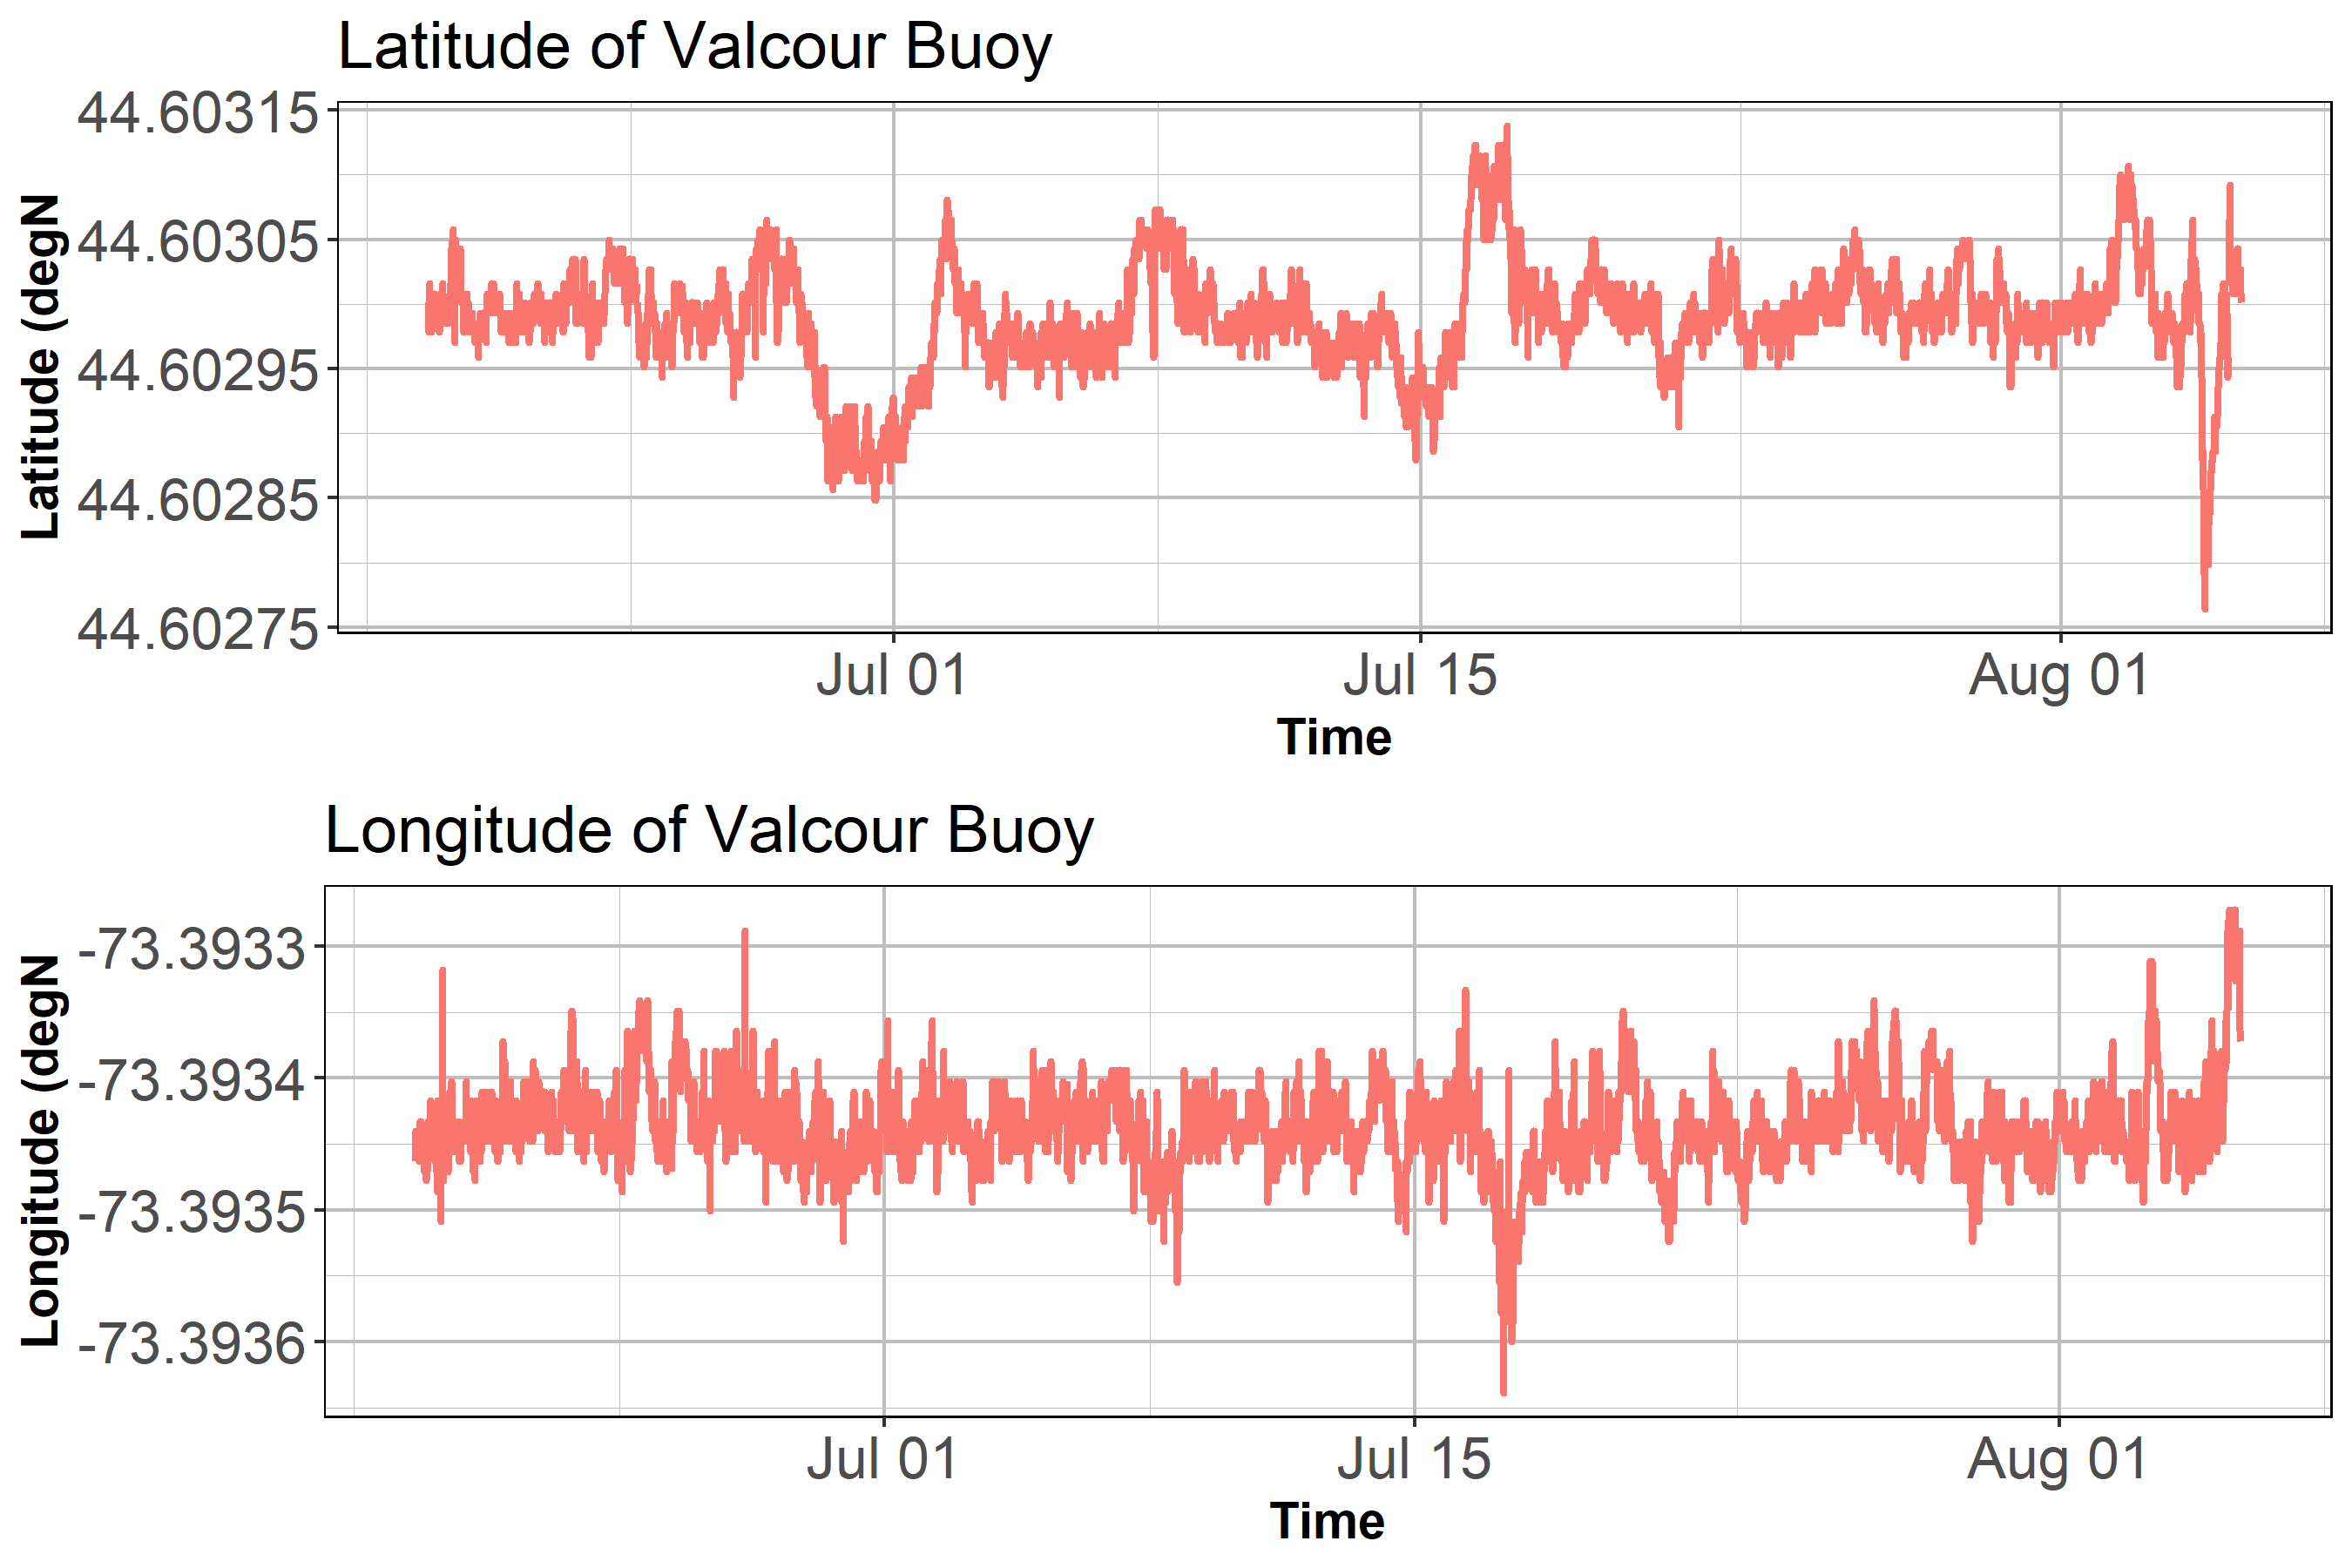 Latitude of Valcour Buoy
44.60315
44.60305
44.60295
44.60285
44.60275
Latitude (degN
Jul 01
Jul 15
Aug 01
Time
Longitude of Valcour Buoy
-73.3933
-73.3934
-73.3935
-73.3936
Longitude (degN
Jul 01
Jul 15
Aug 01
Time